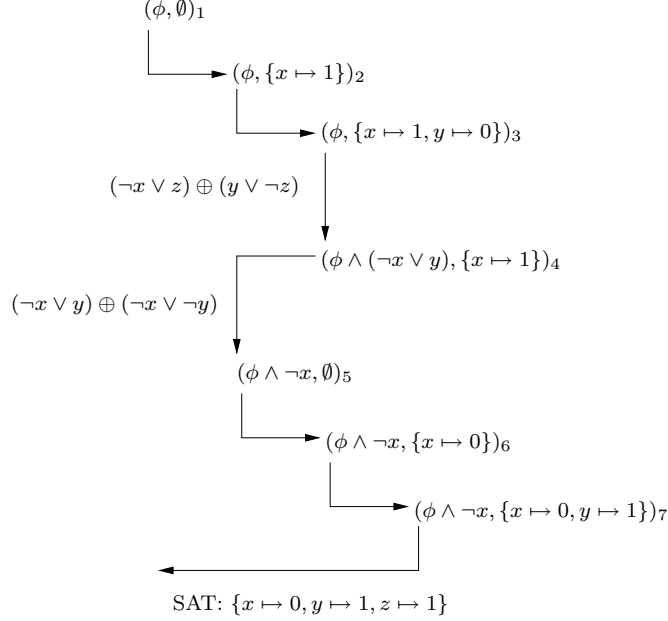 (ϕ, ∅)₁
(ϕ, {x ↦ 1})₂
(ϕ, {x ↦ 1, y ↦ 0})₃
(¬x ∨ z) ⊕ (y ∨ ¬z)
(ϕ ∧ (¬x ∨ y), {x ↦ 1})₄
(¬x ∨ y) ⊕ (¬x ∨ ¬y)
(ϕ ∧ ¬x, ∅)₅
(ϕ ∧ ¬x, {x ↦ 0})₆
(ϕ ∧ ¬x, {x ↦ 0, y ↦ 1})₇
SAT: {x ↦ 0, y ↦ 1, z ↦ 1}